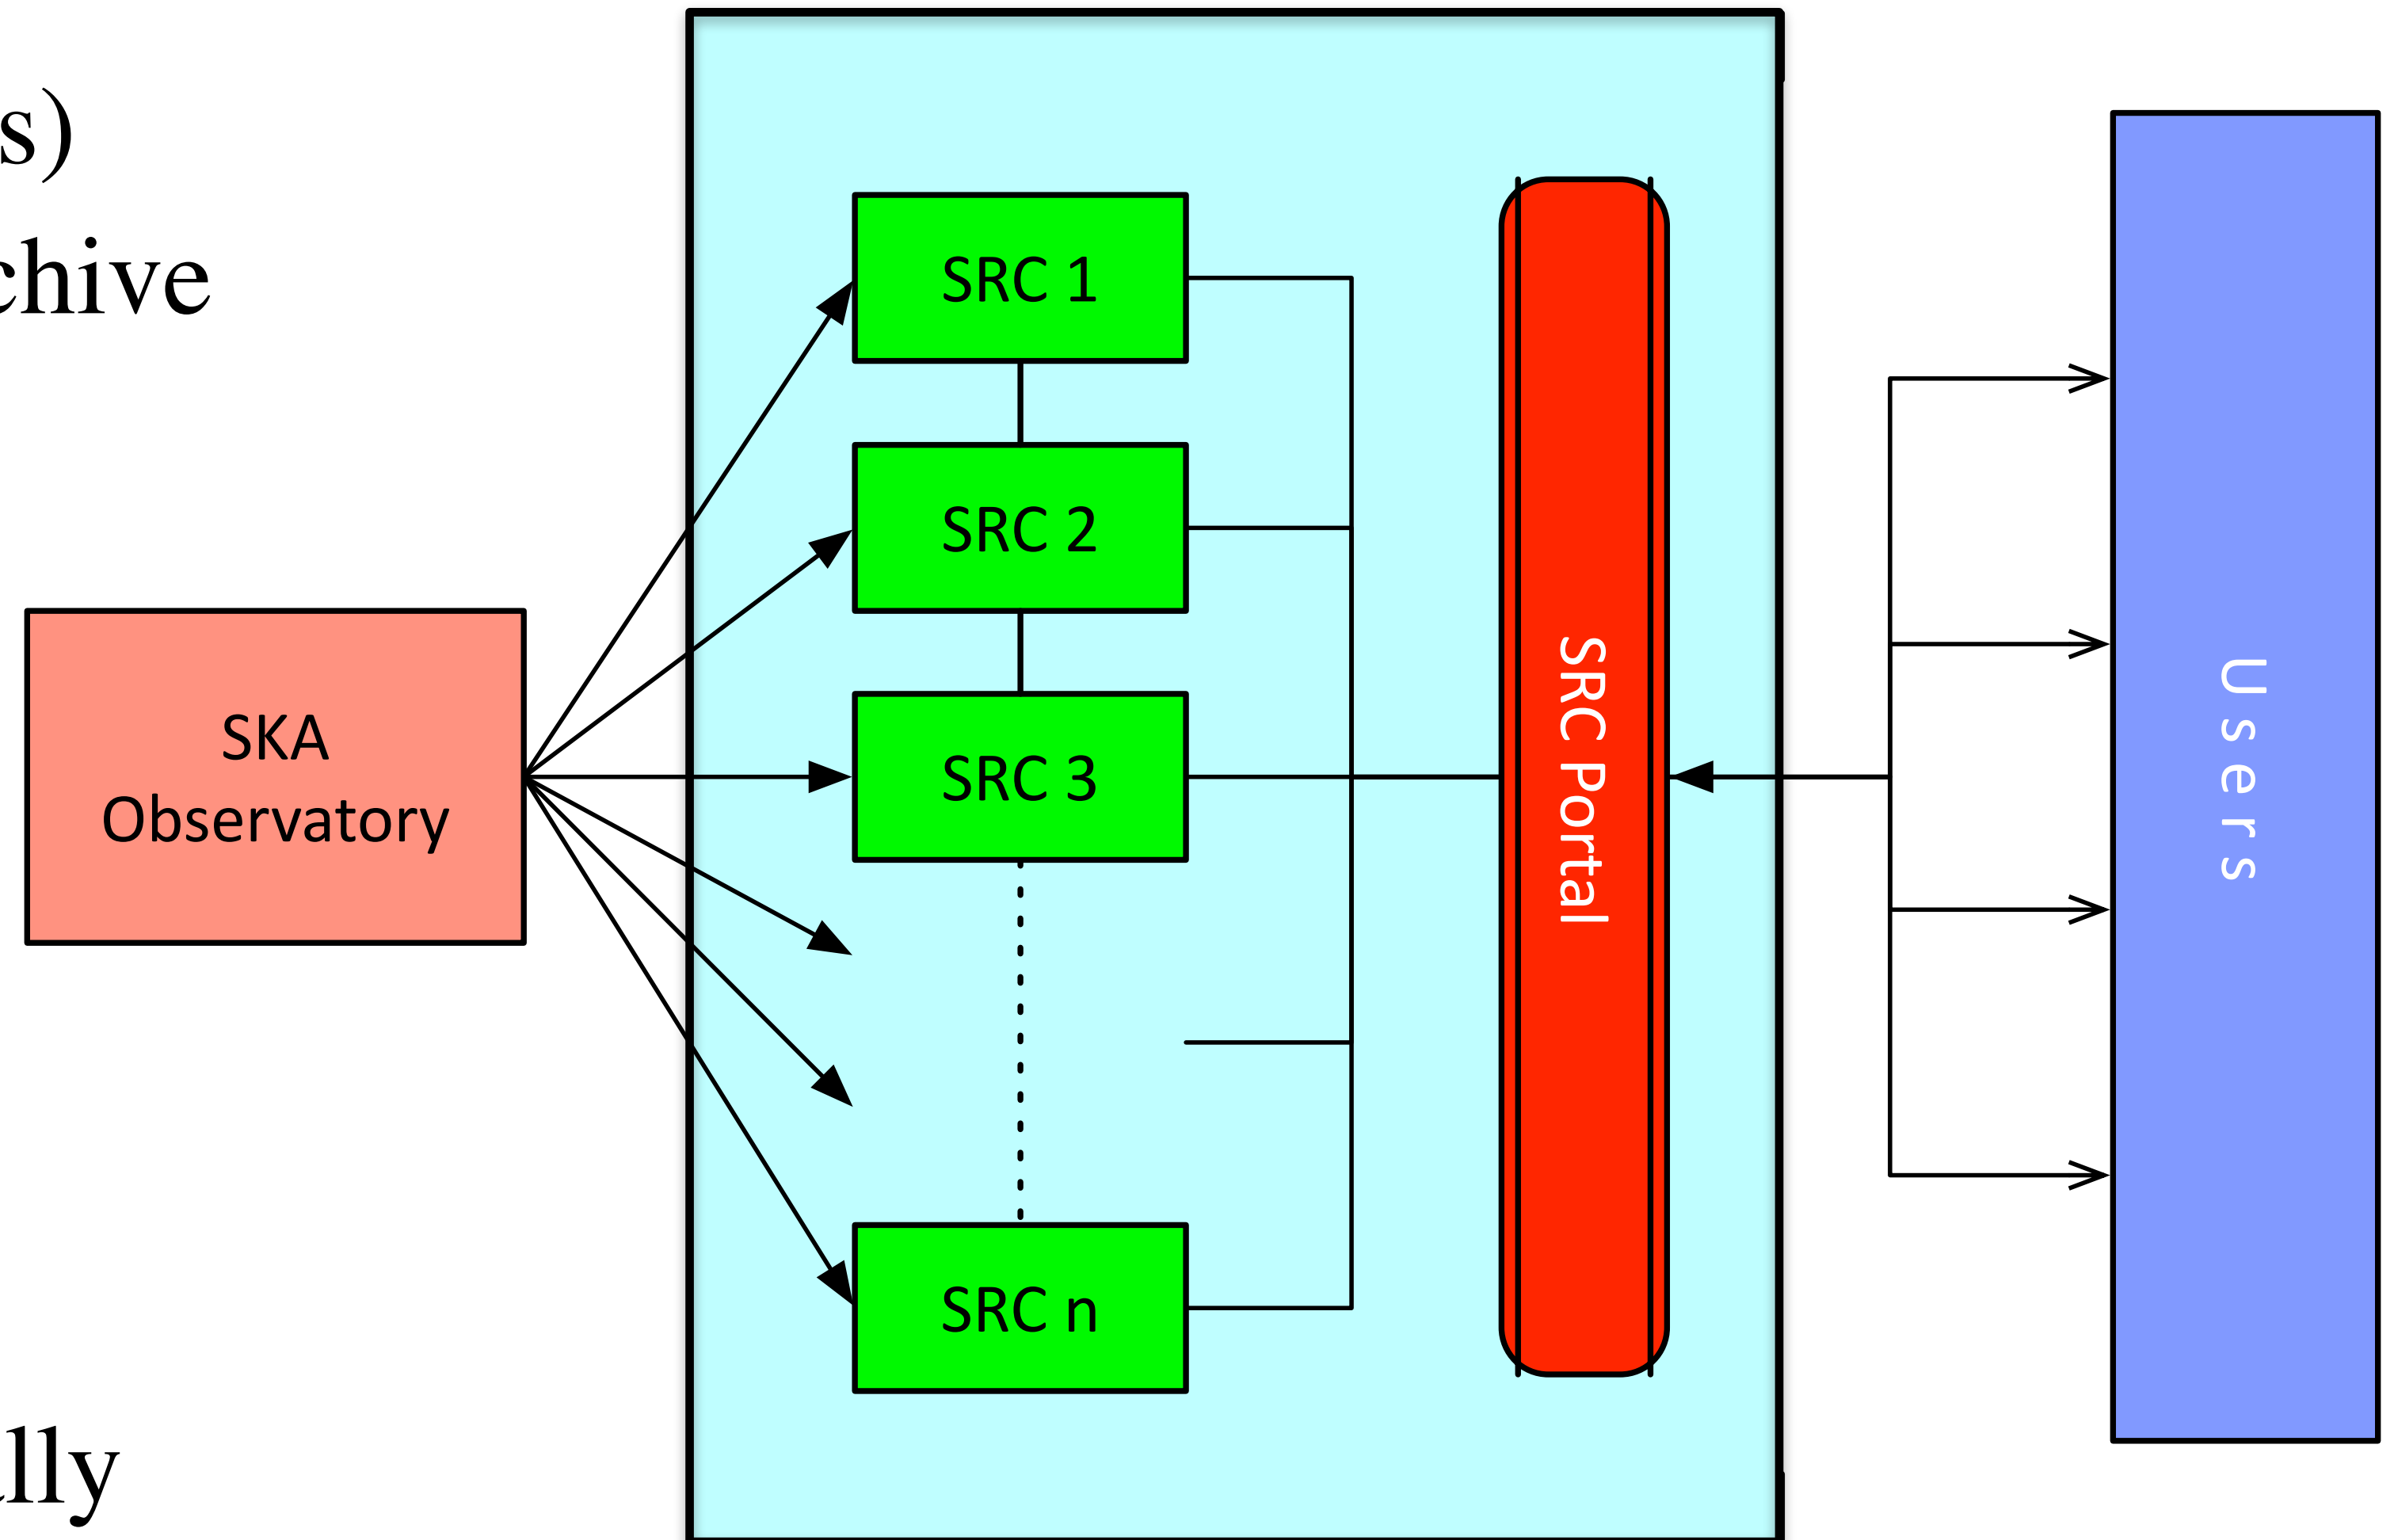 s)
chive
SRC 1
SRC 2
SKA
Observatory
SRC 3
SRC n
SRC Portal
Users
lly